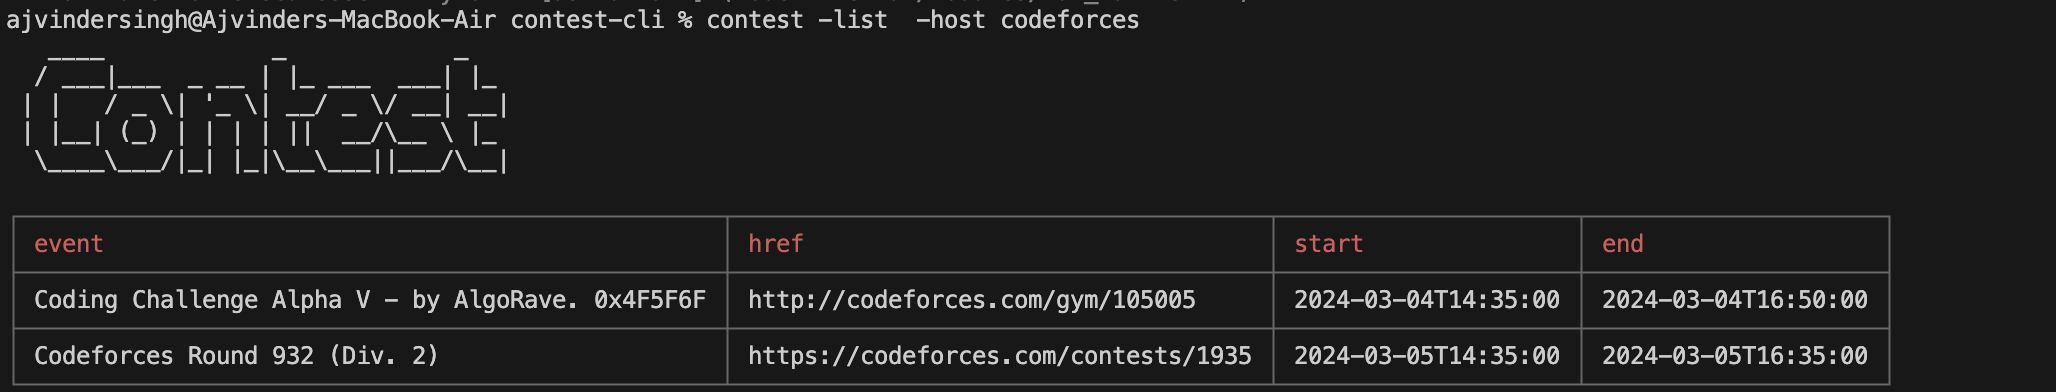 ajvindersingh@Ajvinders-MacBook-Air contest-cli % contest -list  -host codeforces
Contest
event href start end
Coding Challenge Alpha V - by AlgoRave. 0x4F5F6F http://codeforces.com/gym/105005 2024-03-04T14:35:00 2024-03-04T16:50:00
Codeforces Round 932 (Div. 2) https://codeforces.com/contests/1935 2024-03-05T14:35:00 2024-03-05T16:35:00